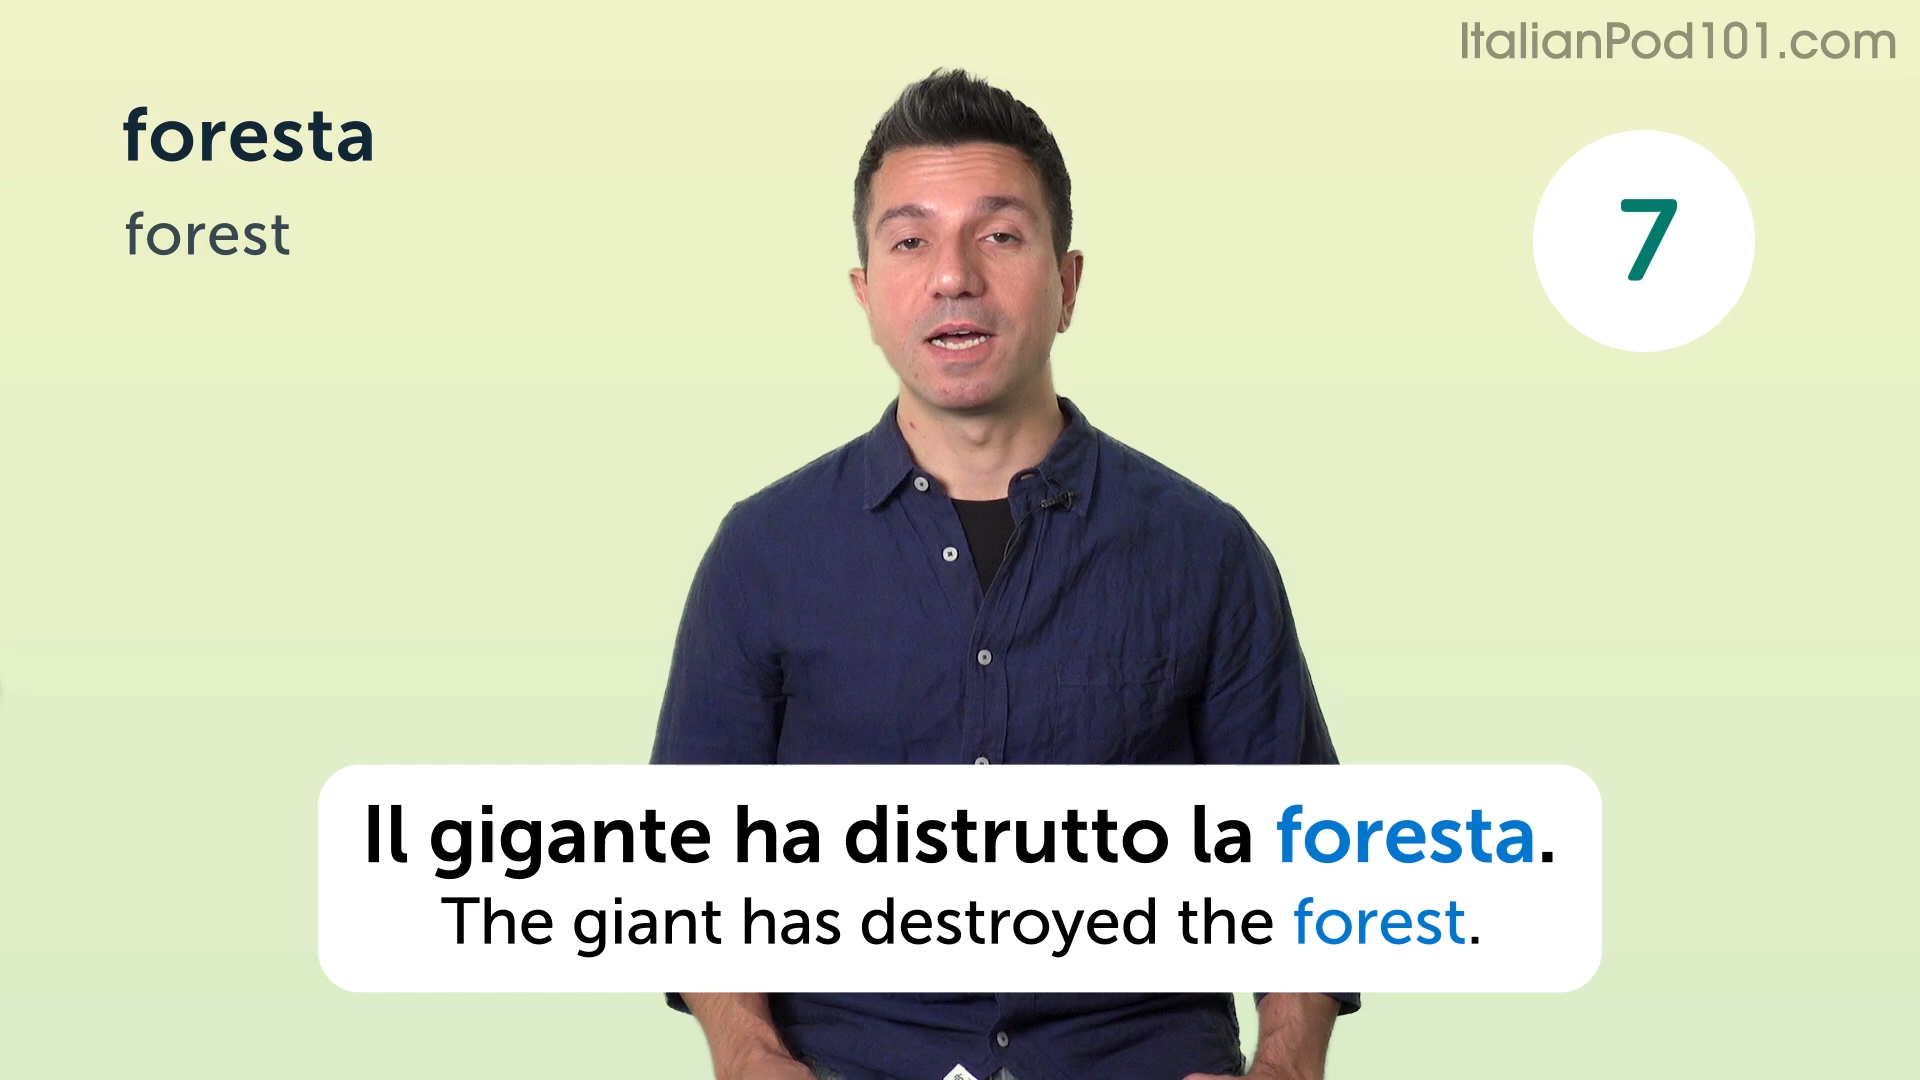 ItalianPod101.com
foresta
forest
7
Il gigante ha distrutto la foresta.
The giant has destroyed the forest.